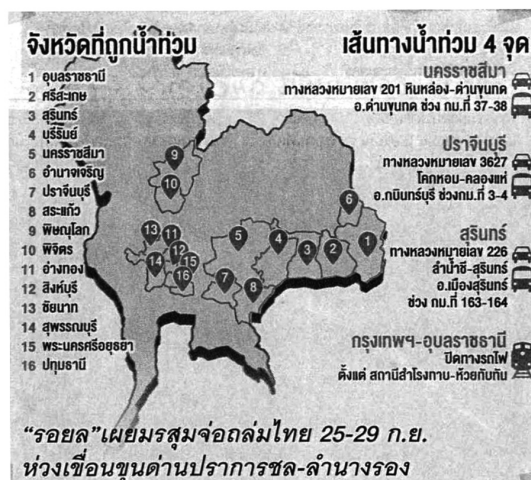 จังหวัดที่ถูกน้ำท่วม
1 อุบลราชธานี
2 ศรีสะเกษ
3 สุรินทร์
4 บุรีรัมย์
5 นครราชสีมา
6 อำนาจเจริญ
7 ปราจีนบุรี
8 สระแก้ว
9 พิษณุโลก
10 พิจิตร
11 อ่างทอง
12 สิงห์บุรี
13 ชัยนาท
14 สุพรรณบุรี
15 พระนครศรีอยุธยา
16 ปทุมธานี
9
10
6
13
11
12
14
15
16
5
4
3
2
1
7
8
เส้นทางน้ำท่วม 4 จุด
นครราชสีมา
ทางหลวงหมายเลข 201 หินหล่อง-ด่านขุนทด
อ.ด่านขุนทด ช่วง กม.ที่ 37-38
ปราจีนบุรี
ทางหลวงหมายเลข 3627
โคกหอม-คลองแห่
อ.กบินทร์บุรี ช่วงกม.ที่ 3-4
สุรินทร์
ทางหลวงหมายเลข 226
ลำน้ำชี-สุรินทร์
อ.เมืองสุรินทร์
ช่วง กม.ที่ 163-164
กรุงเทพฯ-อุบลราชธานี
ปิดทางรถไฟ
ตั้งแต่ สถานีสำโรงทาบ-ห้วยทับทัน
“รอยล”เผยมรสุมจ่อถล่มไทย 25-29 ก.ย.
ห่วงเขื่อนขุนด่านปราการชล-ลำนางรอง